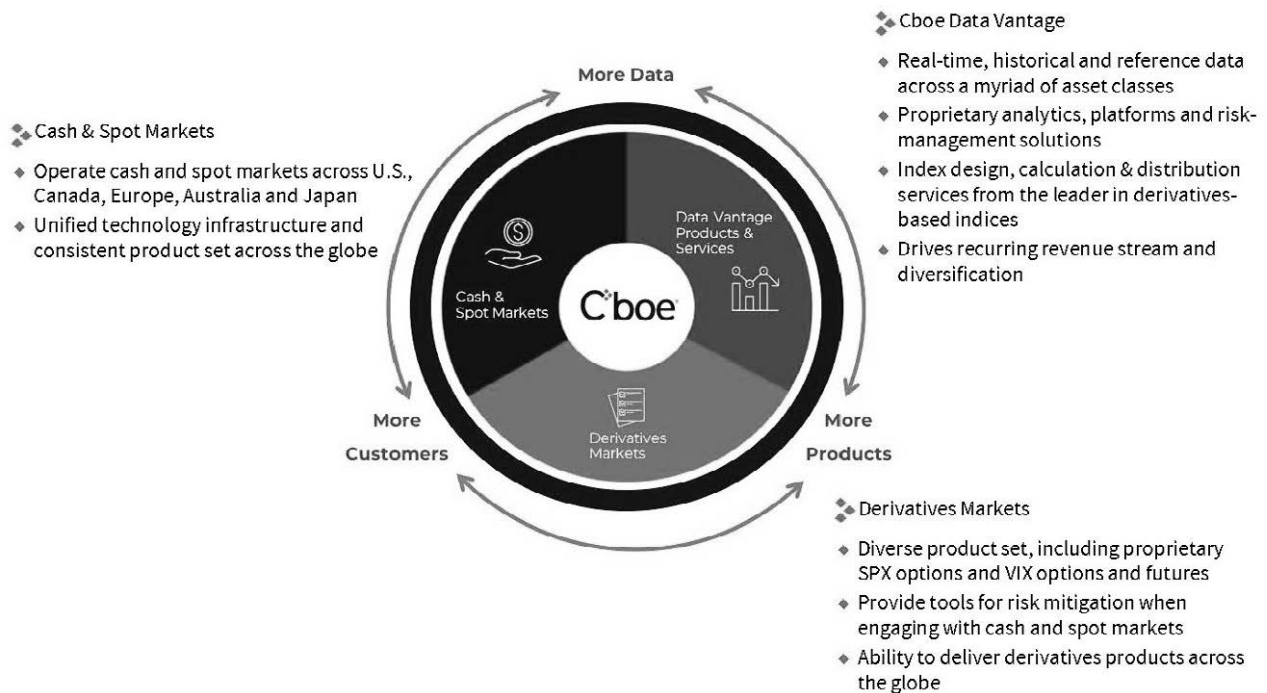 Cboe Data Vantage
Real-time, historical and reference data
across a myriad of asset classes
Proprietary analytics, platforms and risk-
management solutions
Index design, calculation & distribution
services from the leader in derivatives-
based indices
Drives recurring revenue stream and
diversification
Cash & Spot Markets
Operate cash and spot markets across U.S.,
Canada, Europe, Australia and Japan
Unified technology infrastructure and
consistent product set across the globe
More Data
Data Vantage
Products &
Services
Cash &
Spot Markets
Cboe
Derivatives
Markets
More
Customers
More
Products
Derivatives Markets
Diverse product set, including proprietary
SPX options and VIX options and futures
Provide tools for risk mitigation when
engaging with cash and spot markets
Ability to deliver derivatives products across
the globe